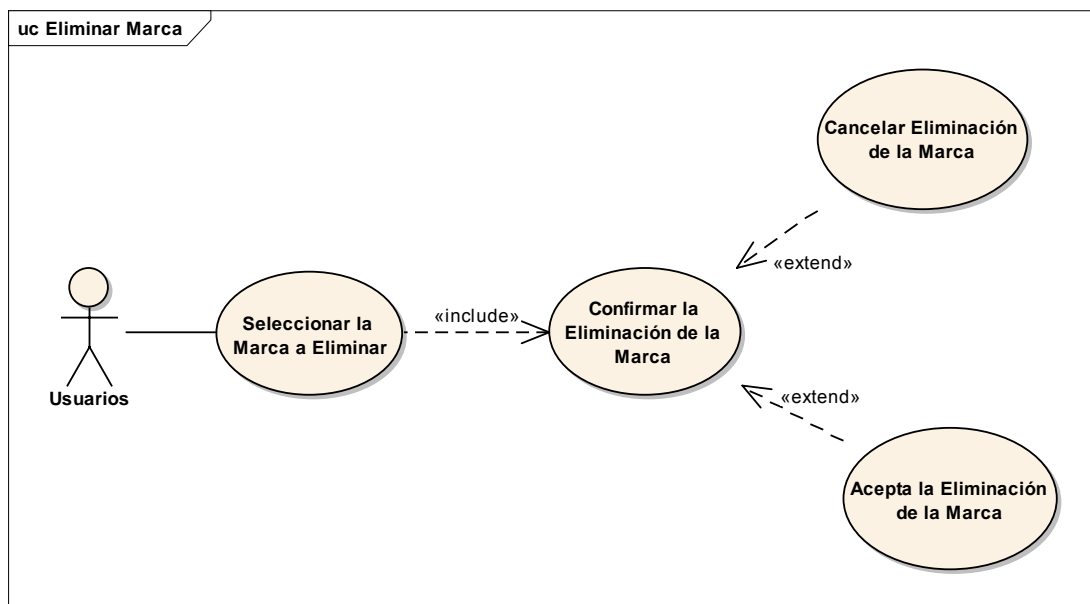 uc Eliminar Marca
Cancelar Eliminación
de la Marca
«extend»
Seleccionar la
Marca a Eliminar
«include»
Confirmar la
Eliminación de la
Marca
Usuarios
«extend»
Acepta la Eliminación
de la Marca